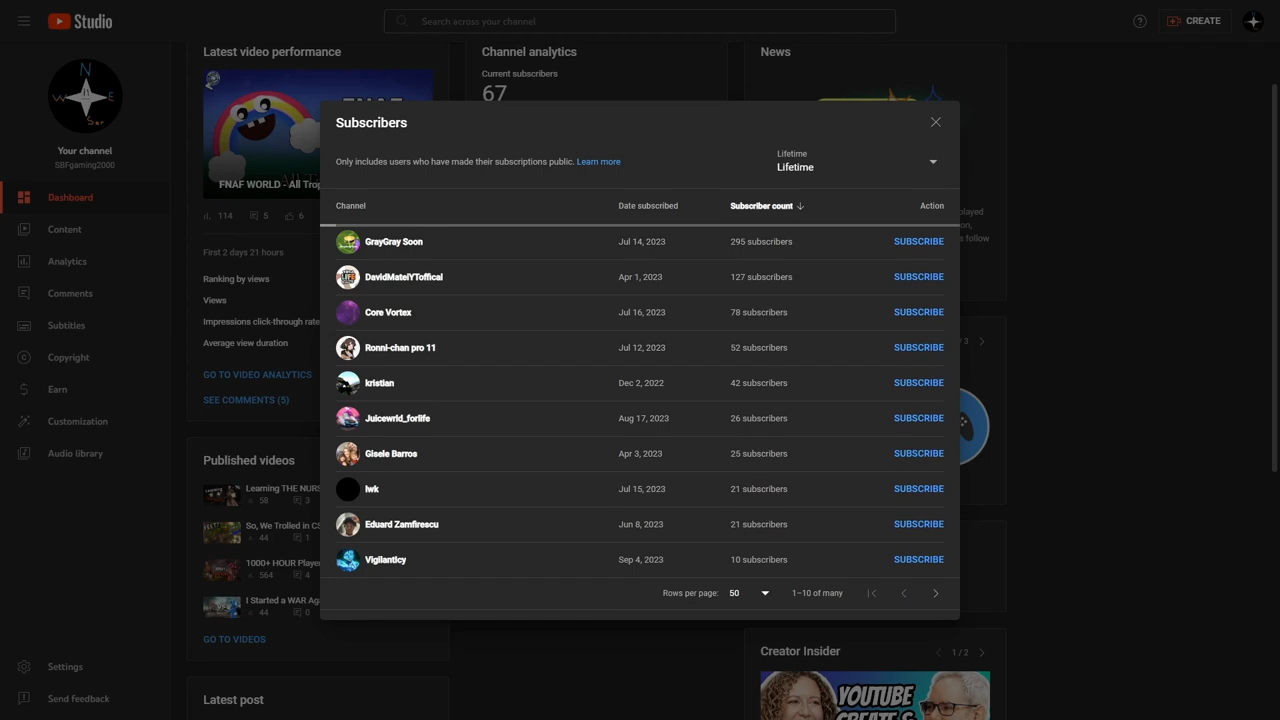 Studio
Search across your channel
CREATE
N
W
E
Your channel
SBFgaming2000
Dashboard
Content
Analytics
Comments
Subtitles
Copyright
Earn
Customization
Audio library
Settings
Send feedback
Latest video performance
FNAF WORLD - All Trop
114 5 6
First 2 days 21 hours
Ranking by views
Views
Impressions click-through rate
Average view duration
GO TO VIDEO ANALYTICS
SEE COMMENTS (5)
Published videos
Learning THE NURS
58 3
So, We Trolled in CS
44 1
1000+ HOUR Player
564 4
I Started a WAR Aga
44 0
GO TO VIDEOS
Latest post
Channel analytics
Current subscribers
67
News
Subscribers
Only includes users who have made their subscriptions public. Learn more
Lifetime
Lifetime
Channel Date subscribed Subscriber count Action
GrayGray Soon Jul 14, 2023 295 subscribers SUBSCRIBE
DavidMateiYToffical Apr 1, 2023 127 subscribers SUBSCRIBE
Core Vortex Jul 16, 2023 78 subscribers SUBSCRIBE
Ronni-chan pro 11 Jul 12, 2023 52 subscribers SUBSCRIBE
kristian Dec 2, 2022 42 subscribers SUBSCRIBE
Juicewrld_forlife Aug 17, 2023 26 subscribers SUBSCRIBE
Gisele Barros Apr 3, 2023 25 subscribers SUBSCRIBE
lwk Jul 15, 2023 21 subscribers SUBSCRIBE
Eduard Zamfirescu Jun 8, 2023 21 subscribers SUBSCRIBE
Vigilanticy Sep 4, 2023 10 subscribers SUBSCRIBE
Rows per page: 50 1–10 of many
played
on,
s follow
/ 3
Creator Insider 1 / 2
YOUTUBE
CREATE